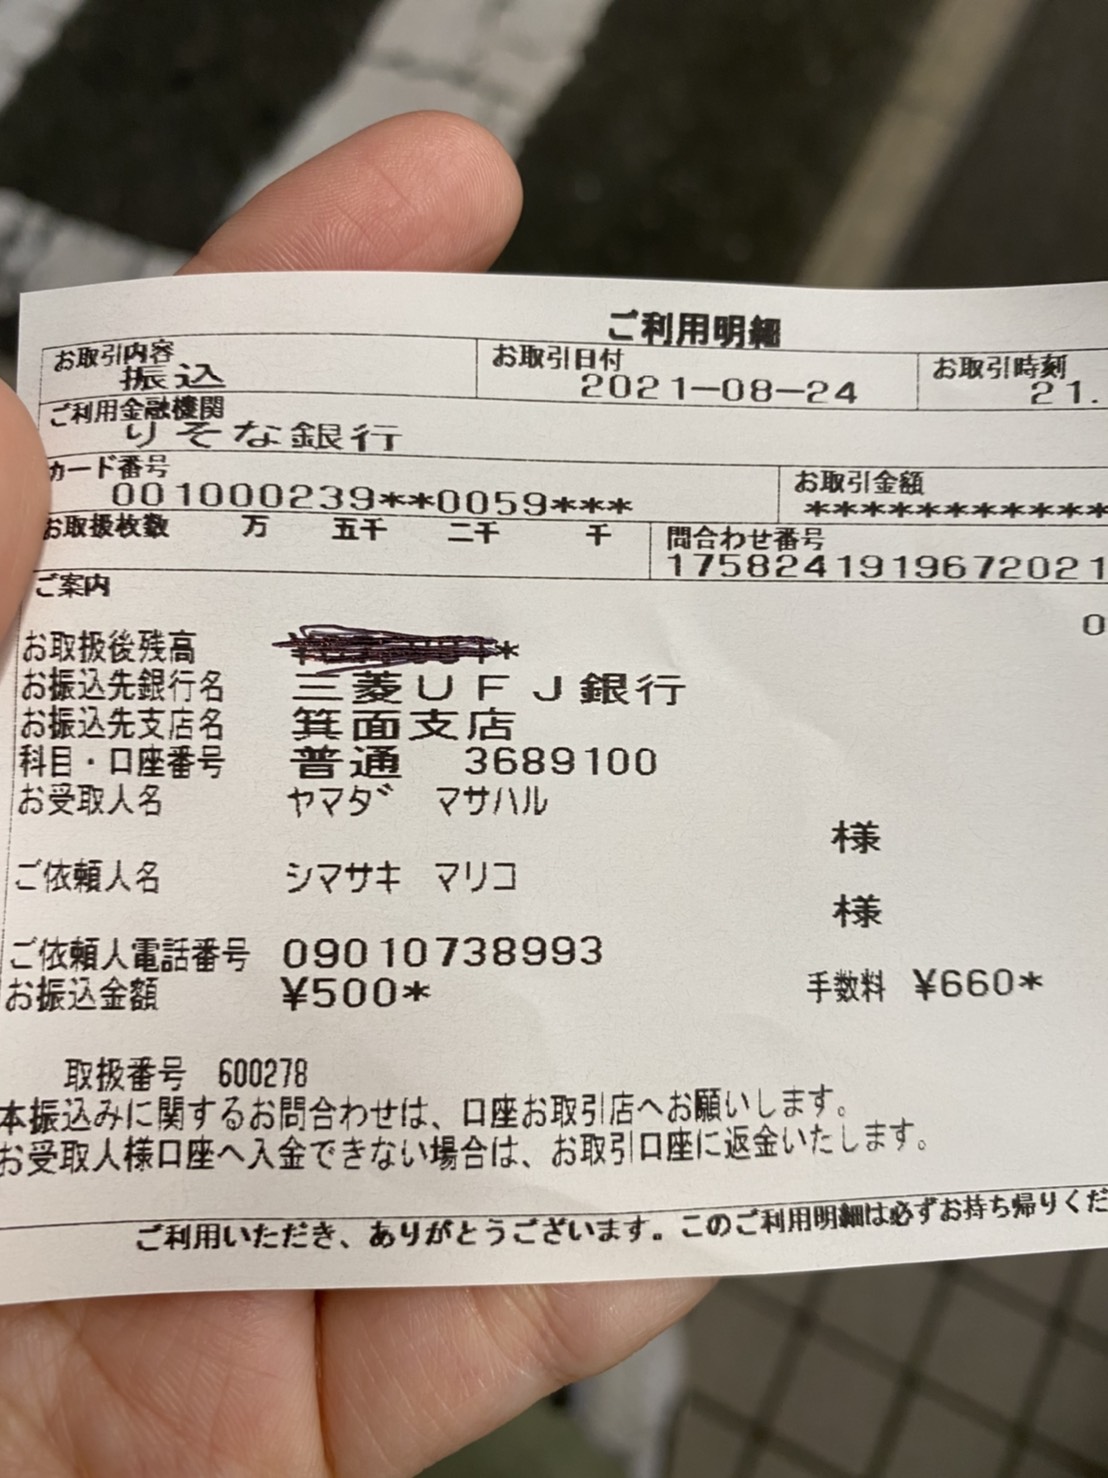 ご利用明細
お取引内容 お取引日付 お取引時刻
振込 2021-08-24 21.
ご利用金融機関
りそな銀行
カード番号 お取引金額
001000239**0059*** ***********
お取扱枚数 万 五千 二千 千 問合わせ番号
1758241919672021
ご案内
0
お取扱後残高
お振込先銀行名 三菱UFJ銀行
お振込先支店名 箕面支店
科目・口座番号 普通 3689100
お受取人名 ヤマダ マサハル
様
ご依頼人名 シマサキ マリコ
様
ご依頼人電話番号 09010738993
お振込金額 ¥500* 手数料 ¥660*
取扱番号 600278
本振込みに関するお問合わせは、口座お取引店へお願いします。
お受取人様口座へ入金できない場合は、お取引口座に返金いたします。
ご利用いただき、ありがとうございます。このご利用明細は必ずお持ち帰りくだ